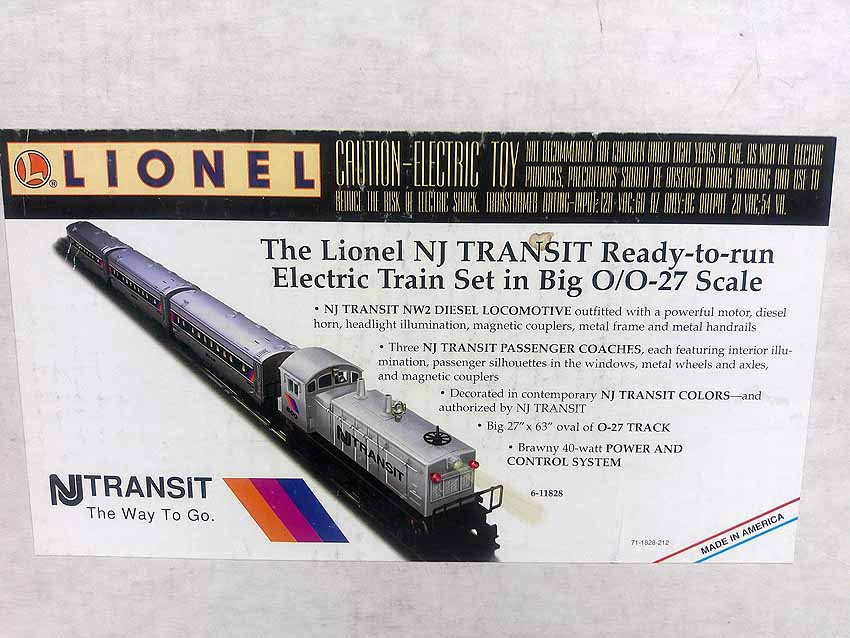 L
®
LIONEL
CAUTION–ELECTRIC TOY
NOT RECOMMENDED FOR CHILDREN UNDER EIGHT YEARS OF AGE. AS WITH ALL ELECTRIC
PRODUCTS, PRECAUTIONS SHOULD BE OBSERVED DURING HANDLING AND USE TO
REDUCE THE RISK OF ELECTRIC SHOCK. TRANSFORMER RATING-INPUT: 120 VAC; 60 HZ ONLY: OUTPUT 20 VAC; 54 VA.
The Lionel NJ TRANSIT Ready-to-run
Electric Train Set in Big O/O-27 Scale
• NJ TRANSIT NW2 DIESEL LOCOMOTIVE outfitted with a powerful motor, diesel
horn, headlight illumination, magnetic couplers, metal frame and metal handrails
• Three NJ TRANSIT PASSENGER COACHES, each featuring interior illu-
mination, passenger silhouettes in the windows, metal wheels and axles,
and magnetic couplers
• Decorated in contemporary NJ TRANSIT COLORS—and
authorized by NJ TRANSIT
• Big 27" x 63" oval of O-27 TRACK
• Brawny 40-watt POWER AND
CONTROL SYSTEM
6-11828
NJ TRANSIT
NJ TRANSIT
The Way To Go.
71-1828-212
MADE IN AMERICA